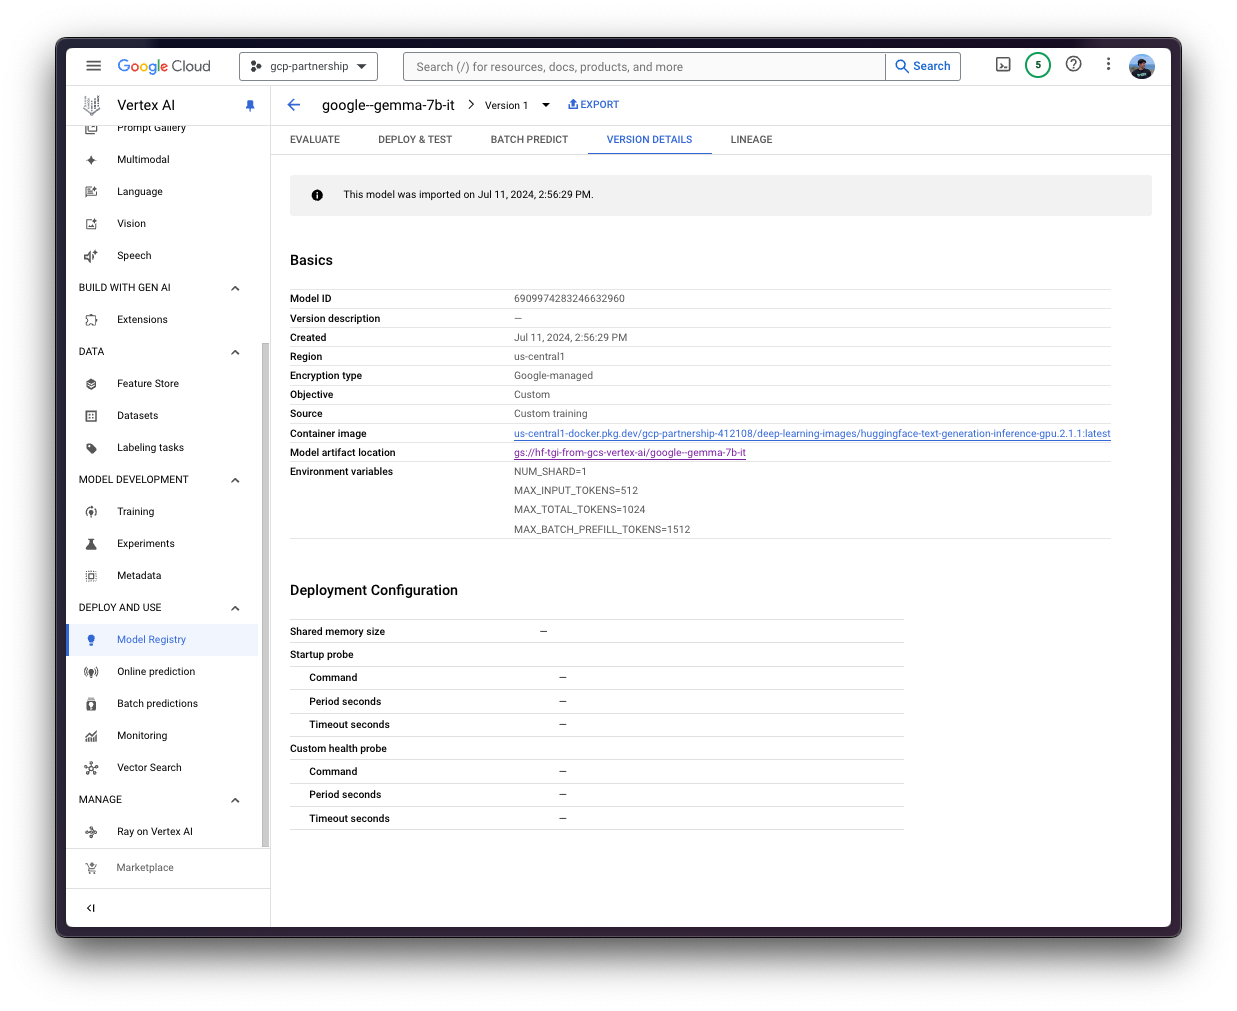 Google Cloud
gcp-partnership
Search (/) for resources, docs, products, and more
Search
5
Vertex AI
google--gemma-7b-it
Version 1
EXPORT
Prompt Gallery
Multimodal
Language
Vision
Speech
BUILD WITH GEN AI
Extensions
DATA
Feature Store
Datasets
Labeling tasks
MODEL DEVELOPMENT
Training
Experiments
Metadata
DEPLOY AND USE
Model Registry
Online prediction
Batch predictions
Monitoring
Vector Search
MANAGE
Ray on Vertex AI
Marketplace
EVALUATE
DEPLOY & TEST
BATCH PREDICT
VERSION DETAILS
LINEAGE
This model was imported on Jul 11, 2024, 2:56:29 PM.
Basics
Model ID 6909974283246632960
Version description —
Created Jul 11, 2024, 2:56:29 PM
Region us-central1
Encryption type Google-managed
Objective Custom
Source Custom training
Container image us-central1-docker.pkg.dev/gcp-partnership-412108/deep-learning-images/huggingface-text-generation-inference-gpu.2.1.1:latest
Model artifact location gs://hf-tgi-from-gcs-vertex-ai/google--gemma-7b-it
Environment variables NUM_SHARD=1
MAX_INPUT_TOKENS=512
MAX_TOTAL_TOKENS=1024
MAX_BATCH_PREFILL_TOKENS=1512
Deployment Configuration
Shared memory size —
Startup probe
Command —
Period seconds —
Timeout seconds —
Custom health probe
Command —
Period seconds —
Timeout seconds —